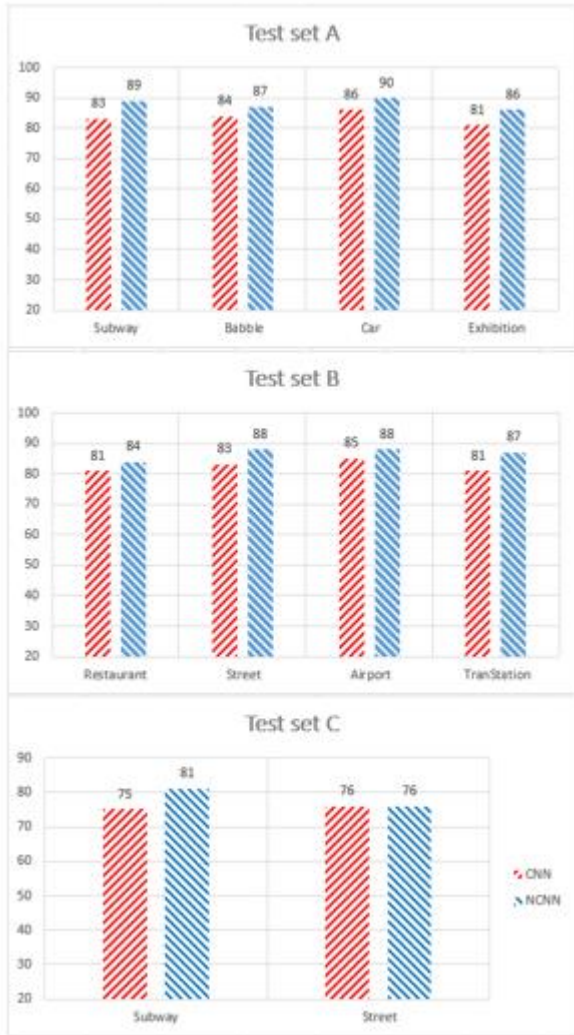 Test set A
100
90
80
70
60
50
40
30
20
83 89 84 87 86 90 81 86
Subway Babble Car Exhibition
Test set B
100
90
80
70
60
50
40
30
20
81 84 83 88 85 88 81 87
Restaurant Street Airport TranStation
Test set C
90
80
70
60
50
40
30
20
75 81 76 76
Subway Street
CNN
NCNN